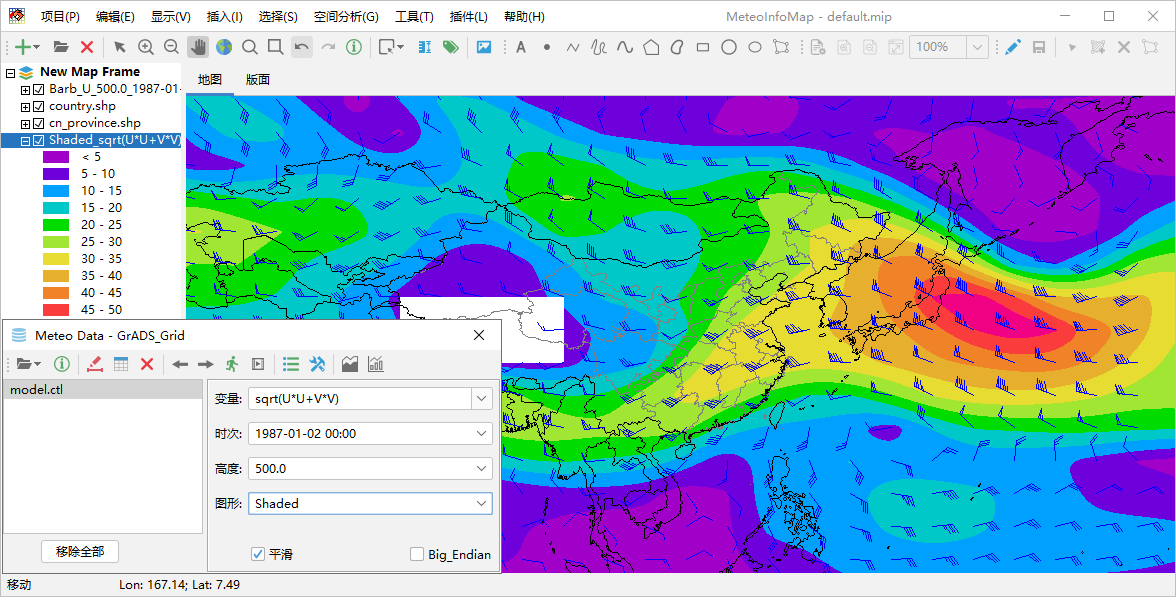 项目(P) 编辑(E) 显示(V) 插入(I) 选择(S) 空间分析(G) 工具(T) 插件(L) 帮助(H) MeteoInfoMap - default.mip
A 100%
New Map Frame
Barb_U_500.0_1987-01-
country.shp
cn_province.shp
Shaded_sqrt(U*U+V*V)
< 5
5 - 10
10 - 15
15 - 20
20 - 25
25 - 30
30 - 35
35 - 40
40 - 45
45 - 50
地图 版面
Meteo Data - GrADS_Grid
model.ctl
变量: sqrt(U*U+V*V)
时次: 1987-01-02 00:00
高度: 500.0
图形: Shaded
移除全部
平滑 Big_Endian
移动 Lon: 167.14; Lat: 7.49